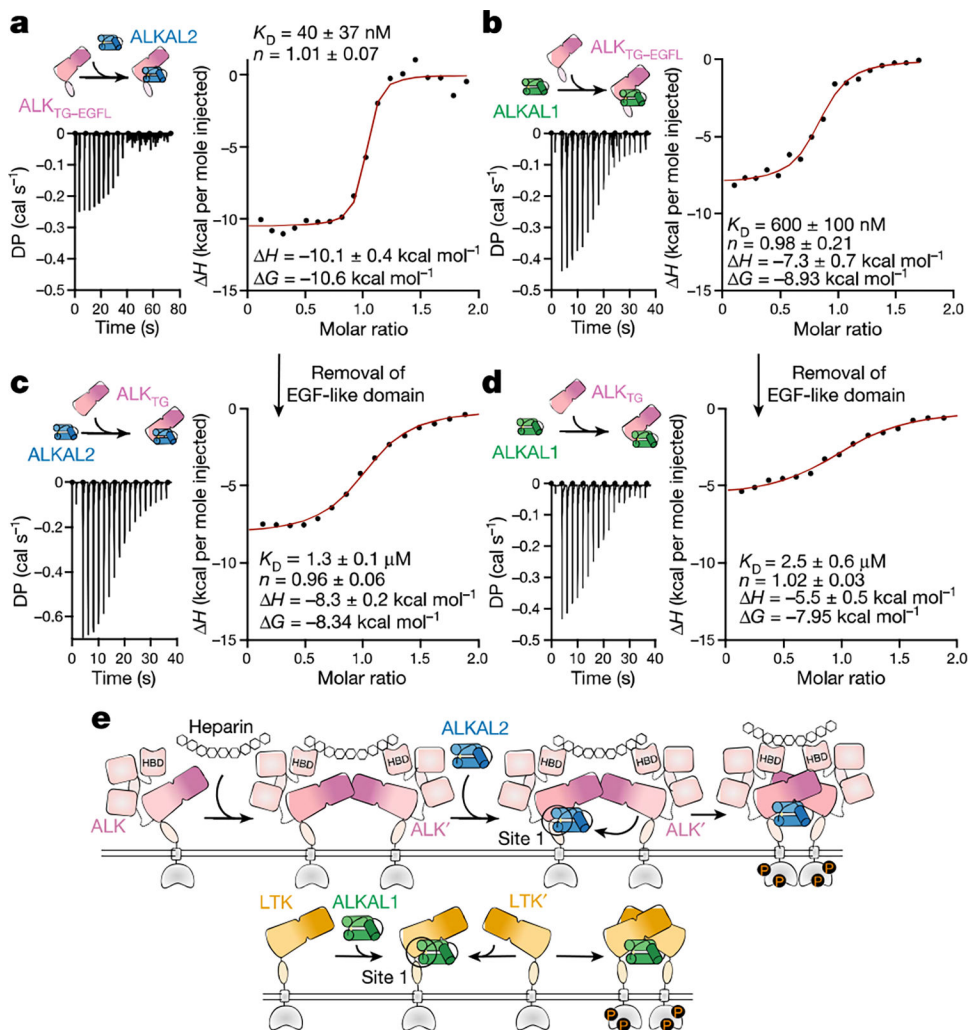 a
ALKAL2
ALK_TG–EGFL
DP (cal s⁻¹)
0
−0.1
−0.2
−0.3
−0.4
−0.5
0 20 40 60 80
Time (s)
K_D = 40 ± 37 nM
n = 1.01 ± 0.07
ΔH (kcal per mole injected)
0
−5
−10
−15
ΔH = −10.1 ± 0.4 kcal mol⁻¹
ΔG = −10.6 kcal mol⁻¹
0 0.5 1.0 1.5 2.0
Molar ratio
b
ALK_TG–EGFL
ALKAL1
DP (cal s⁻¹)
0
−0.1
−0.2
−0.3
−0.4
−0.5
0 10 20 30 40
Time (s)
ΔH (kcal per mole injected)
0
−5
−10
−15
K_D = 600 ± 100 nM
n = 0.98 ± 0.21
ΔH = −7.3 ± 0.7 kcal mol⁻¹
ΔG = −8.93 kcal mol⁻¹
0 0.5 1.0 1.5 2.0
Molar ratio
Removal of
EGF-like domain
Removal of
EGF-like domain
c
ALK_TG
ALKAL2
DP (cal s⁻¹)
0
−0.2
−0.4
−0.6
0 10 20 30 40
Time (s)
ΔH (kcal per mole injected)
0
−5
−10
−15
K_D = 1.3 ± 0.1 μM
n = 0.96 ± 0.06
ΔH = −8.3 ± 0.2 kcal mol⁻¹
ΔG = −8.34 kcal mol⁻¹
0 0.5 1.0 1.5 2.0
Molar ratio
d
ALK_TG
ALKAL1
DP (cal s⁻¹)
0
−0.1
−0.2
−0.3
−0.4
−0.5
0 10 20 30 40
Time (s)
ΔH (kcal per mole injected)
0
−5
−10
−15
K_D = 2.5 ± 0.6 μM
n = 1.02 ± 0.03
ΔH = −5.5 ± 0.5 kcal mol⁻¹
ΔG = −7.95 kcal mol⁻¹
0 0.5 1.0 1.5 2.0
Molar ratio
e
Heparin
ALKAL2
HBD HBD HBD HBD HBD HBD HBD
ALK ALK′ Site 1 ALK′
P P P P
LTK ALKAL1 LTK′
Site 1
P P P P